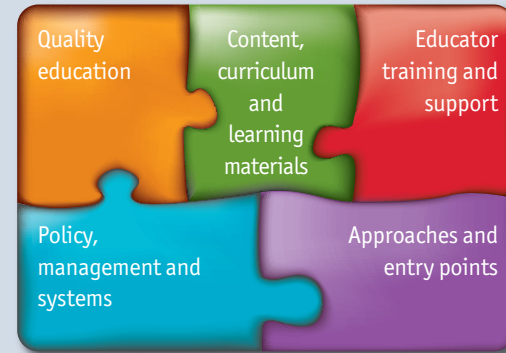 Quality
education
Content,
curriculum
and
learning
materials
Educator
training and
support
Policy,
management and
systems
Approaches and
entry points